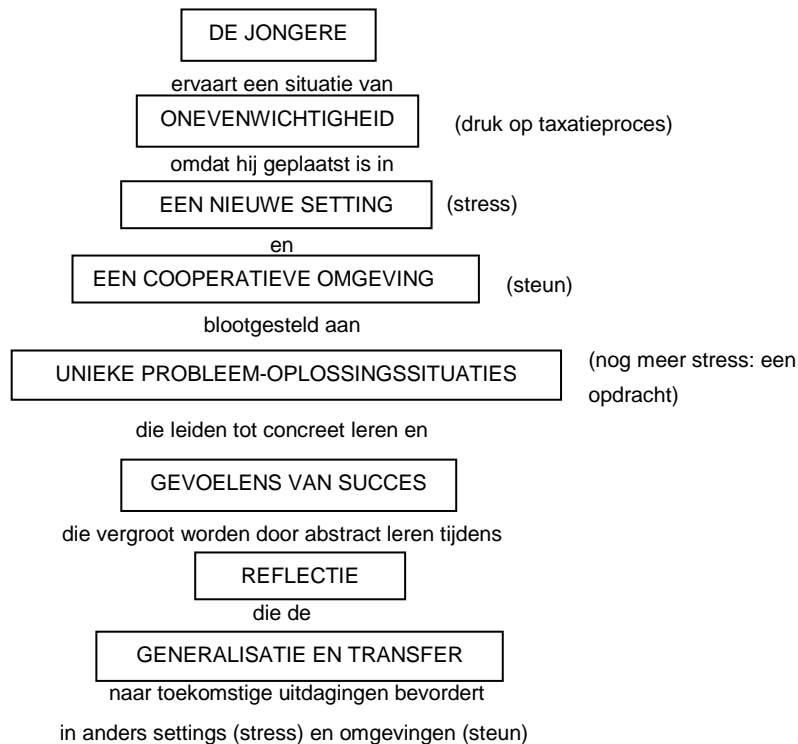 DE JONGERE
ervaart een situatie van
ONEVENWICHTIGHEID (druk op taxatieproces)
omdat hij geplaatst is in
EEN NIEUWE SETTING (stress)
en
EEN COOPERATIEVE OMGEVING (steun)
blootgesteld aan
UNIEKE PROBLEEM-OPLOSSINGSSITUATIES (nog meer stress: een
opdracht)
die leiden tot concreet leren en
GEVOELENS VAN SUCCES
die vergroot worden door abstract leren tijdens
REFLECTIE
die de
GENERALISATIE EN TRANSFER
naar toekomstige uitdagingen bevordert
in anders settings (stress) en omgevingen (steun)